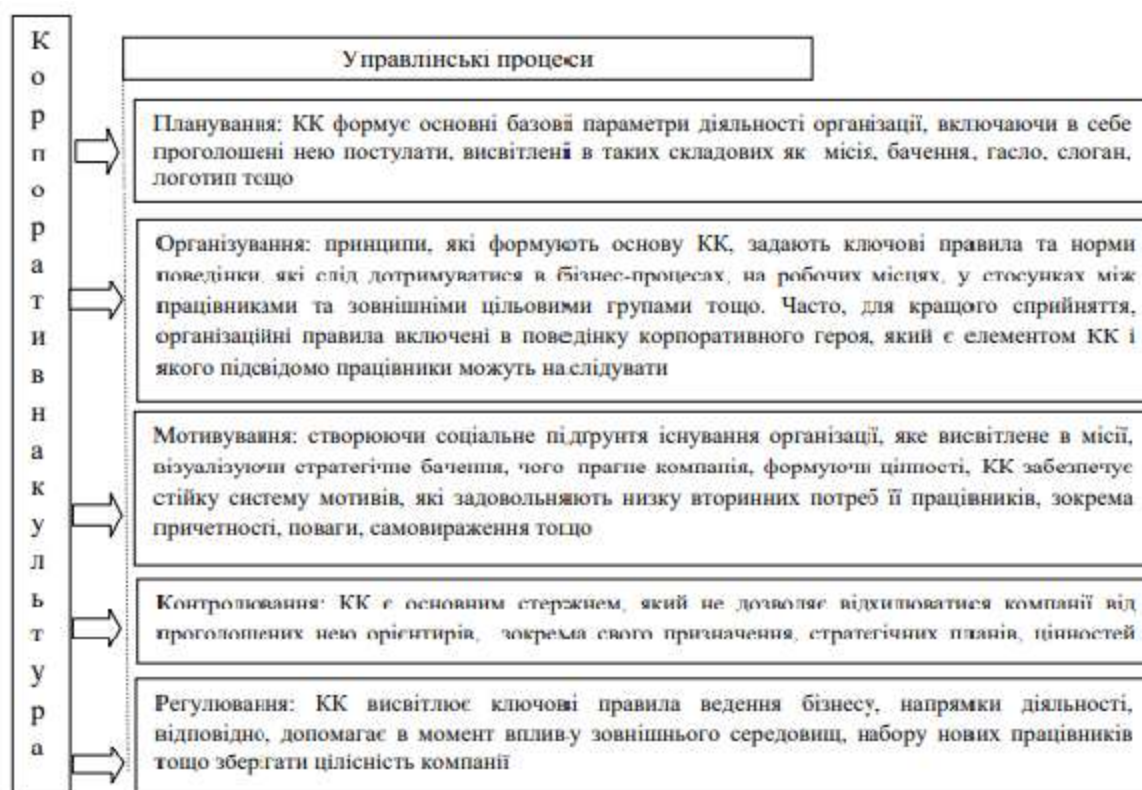 Корпоративна культура
Управлінські процеси
Планування: КК формує основні базові параметри діяльності організації, включаючи в себе
проголошені нею постулати, висвітлені в таких складових як місія, бачення, гасло, слоган,
логотип тощо
Організування: принципи, які формують основу КК, задають ключові правила та норми
поведінки, які слід дотримуватися в бізнес-процесах, на робочих місцях, у стосунках між
працівниками та зовнішніми цільовими групами тощо. Часто, для кращого сприйняття,
організаційні правила включені в поведінку корпоративного героя, який є елементом КК і
якого підсвідомо працівники можуть наслідувати
Мотивування: створюючи соціальне підґрунтя існування організації, яке висвітлене в місії,
візуалізуючи стратегічне бачення, чого прагне компанія, формуючи цінності, КК забезпечує
стійку систему мотивів, які задовольняють низку вторинних потреб її працівників, зокрема
причетності, поваги, самовираження тощо
Контролювання: КК є основним стержнем, який не дозволяє відхилюватися компанії від
проголошених нею орієнтирів, зокрема свого призначення, стратегічних планів, цінностей
Регулювання: КК висвітлює ключові правила ведення бізнесу, напрямки діяльності,
відповідно, допомагає в момент впливу зовнішнього середовищ, набору нових працівників
тощо зберігати цілісність компанії